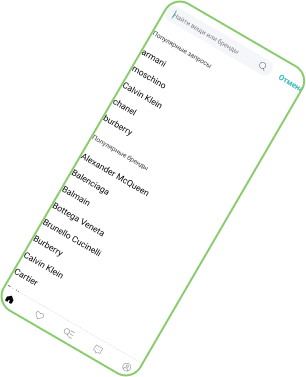 Найти вещи или бренды
Отмена
Популярные запросы
armani
moschino
Calvin Klein
chanel
burberry
Популярные бренды
Alexander McQueen
Balenciaga
Balmain
Bottega Veneta
Brunello Cucinelli
Burberry
Calvin Klein
Cartier